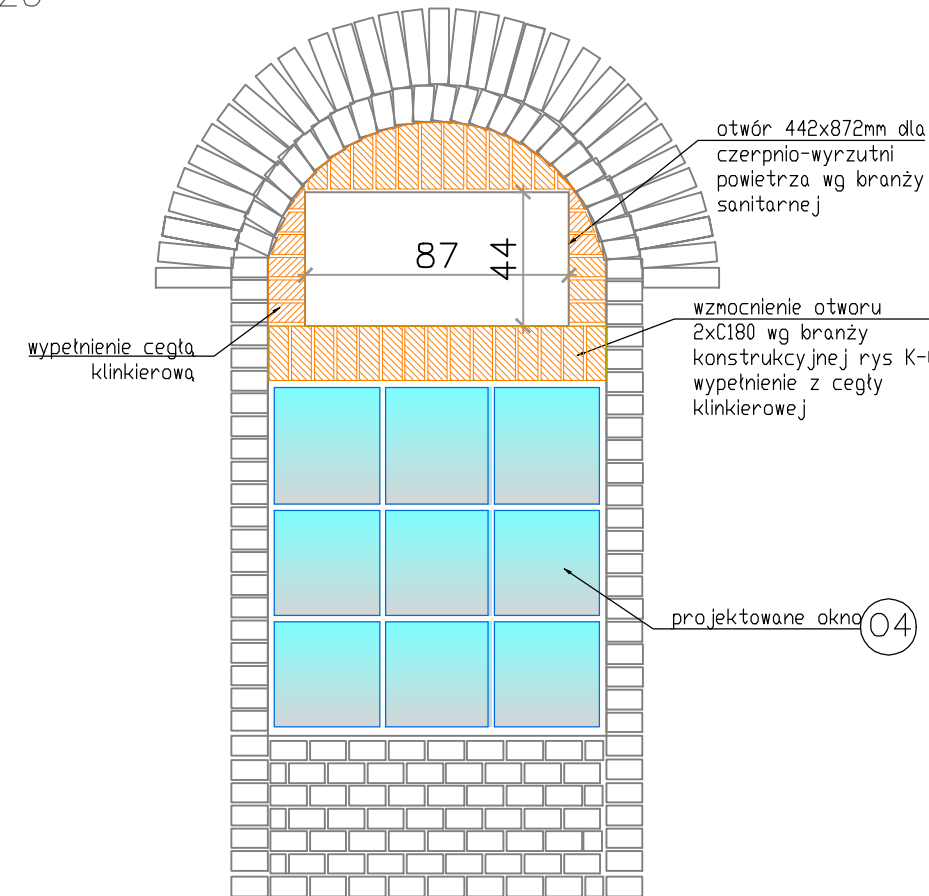 otwór 442x872mm dla
czerpnio-wyrzutni
powietrza wg branży
sanitarnej
87
44
wzmocnienie otworu
2xC180 wg branży
konstrukcyjnej rys
wypełnienie z cegły
klinkierowej
wypełnienie cegłą
klinkierową
projektowane okno
04